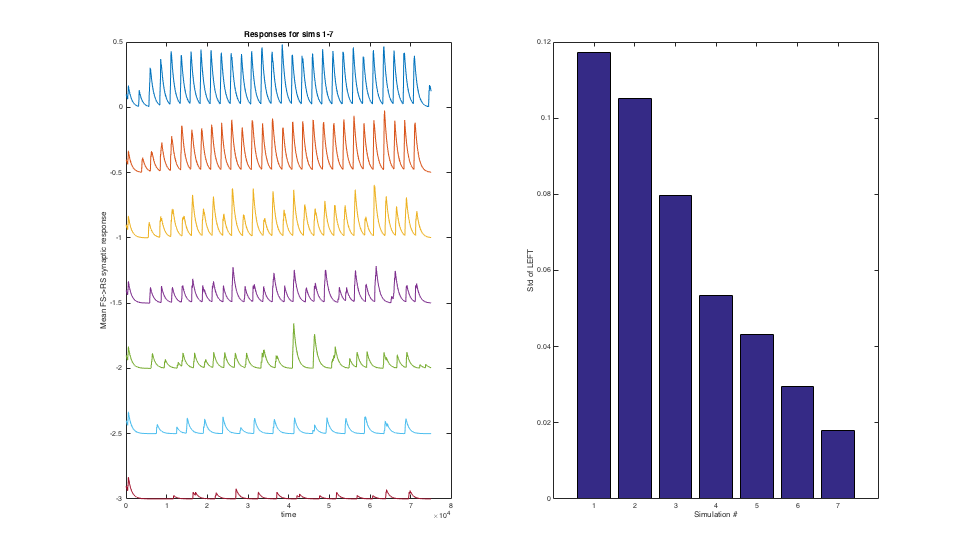 Responses for sims 1-7
Mean FS->RS synaptic response
0.5
0
-0.5
-1
-1.5
-2
-2.5
-3
0 1 2 3 4 5 6 7 8
×10^4
time
Std of LEFT
0.12
0.1
0.08
0.06
0.04
0.02
0
1 2 3 4 5 6 7
Simulation #